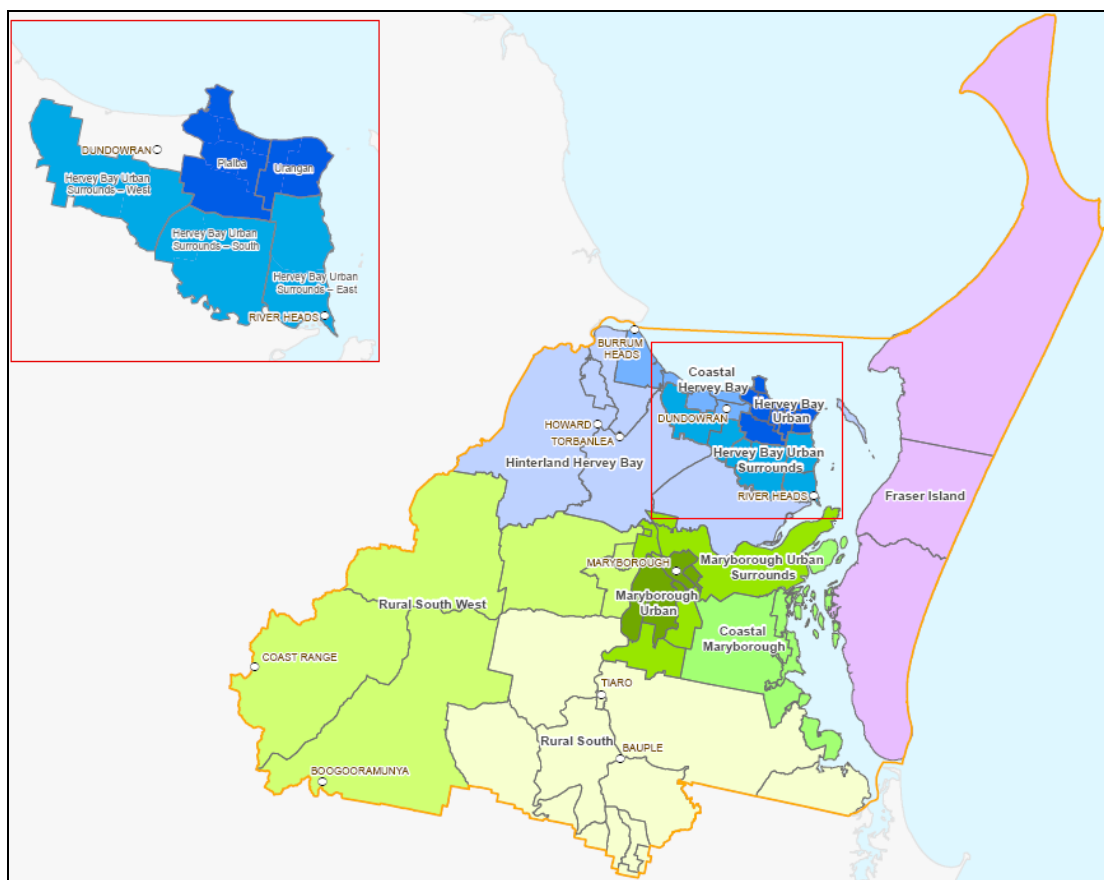 DUNDOWRAN
Pialba
Urangan
Hervey Bay Urban
Surrounds – West
Hervey Bay Urban
Surrounds – South
Hervey Bay Urban
Surrounds – East
RIVER HEADS
BURRUM
HEADS
Coastal
Hervey Bay
Hervey Bay
Urban
DUNDOWRAN
HOWARD
TORBANLEA
Hinterland Hervey Bay
Hervey Bay Urban
Surrounds
RIVER HEADS
Fraser Island
MARYBOROUGH
Maryborough Urban
Surrounds
Maryborough
Urban
Rural South West
Coastal
Maryborough
COAST RANGE
TIARO
Rural South
BAUPLE
BOOGOORAMUNYA